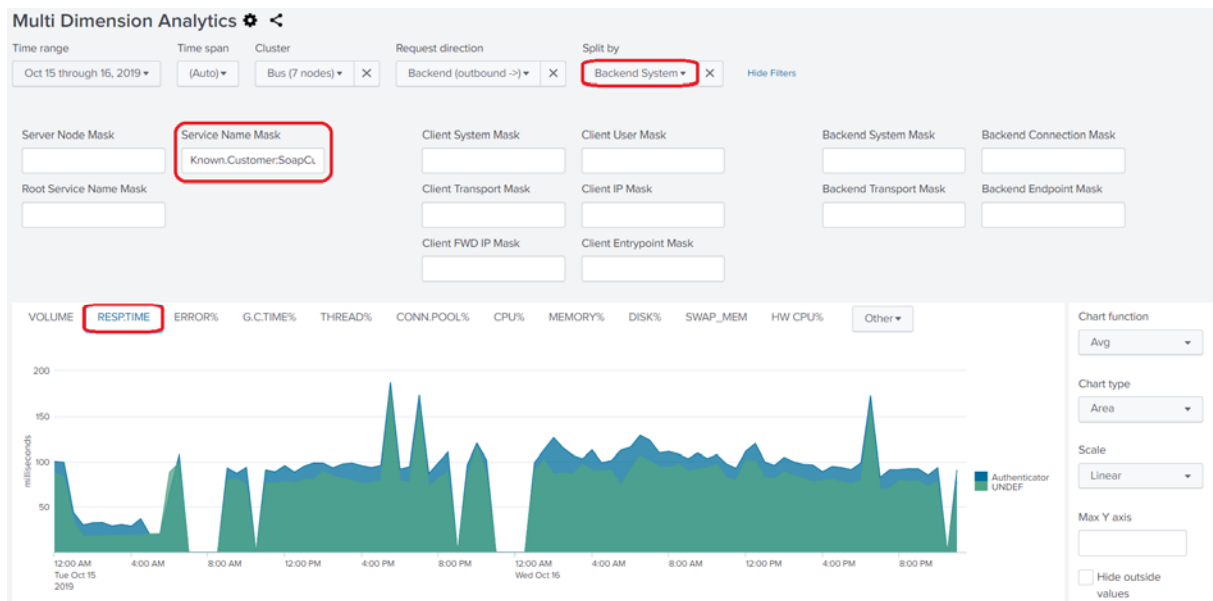 Multi Dimension Analytics
Time range Time span Cluster Request direction Split by
Oct 15 through 16, 2019 (Auto) Bus (7 nodes) Backend (outbound ->) Backend System Hide Filters
Server Node Mask Service Name Mask Client System Mask Client User Mask Backend System Mask Backend Connection Mask
Known.Customer:SoapCu
Root Service Name Mask Client Transport Mask Client IP Mask Backend Transport Mask Backend Endpoint Mask
Client FWD IP Mask Client Entrypoint Mask
VOLUME RESP.TIME ERROR% G.C.TIME% THREAD% CONN.POOL% CPU% MEMORY% DISK% SWAP_MEM HW CPU% Other
Chart function
Avg
Chart type
Area
Scale
Linear
Max Y axis
Hide outside
values
200
150
100
50
milliseconds
Authenticator
UNDEF
12:00 AM 4:00 AM 8:00 AM 12:00 PM 4:00 PM 8:00 PM 12:00 AM 4:00 AM 8:00 AM 12:00 PM 4:00 PM 8:00 PM
Tue Oct 15 Wed Oct 16
2019